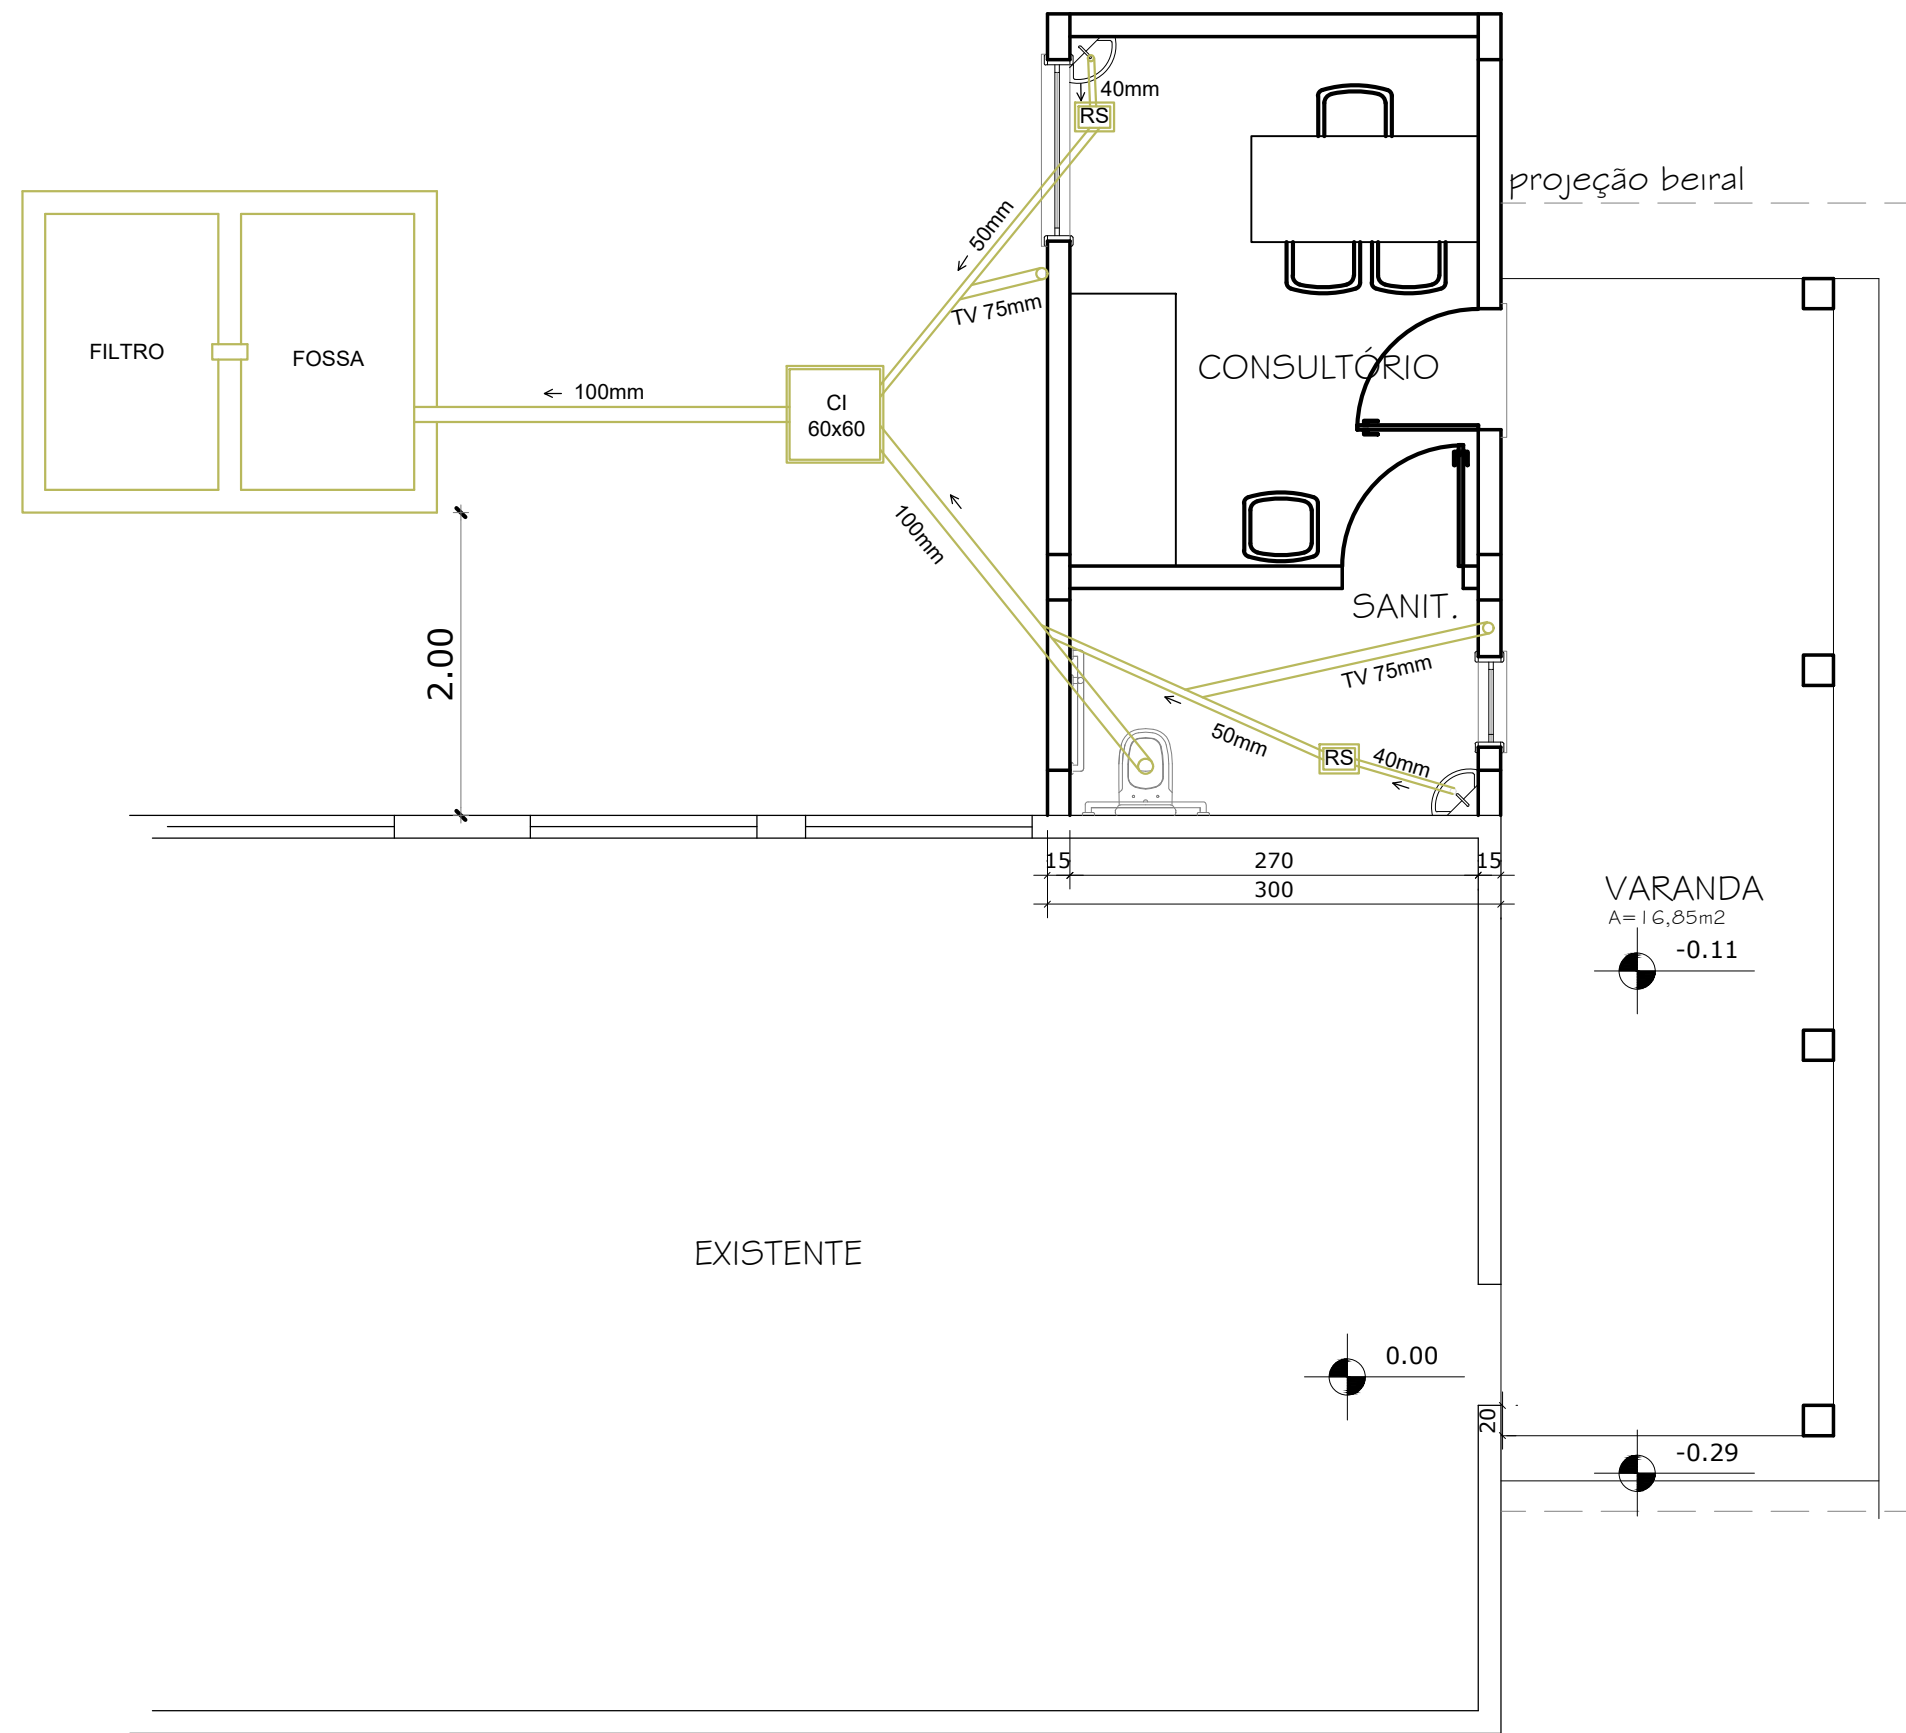 40mm
RS
projeção beiral
50mm
TV 75mm
FILTRO
FOSSA
CONSULTÓRIO
100mm
CI
60x60
100mm
SANIT.
2.00
TV 75mm
50mm
RS
40mm
15
270
15
300
VARANDA
A=16,85m2
-0.11
EXISTENTE
0.00
20
-0.29